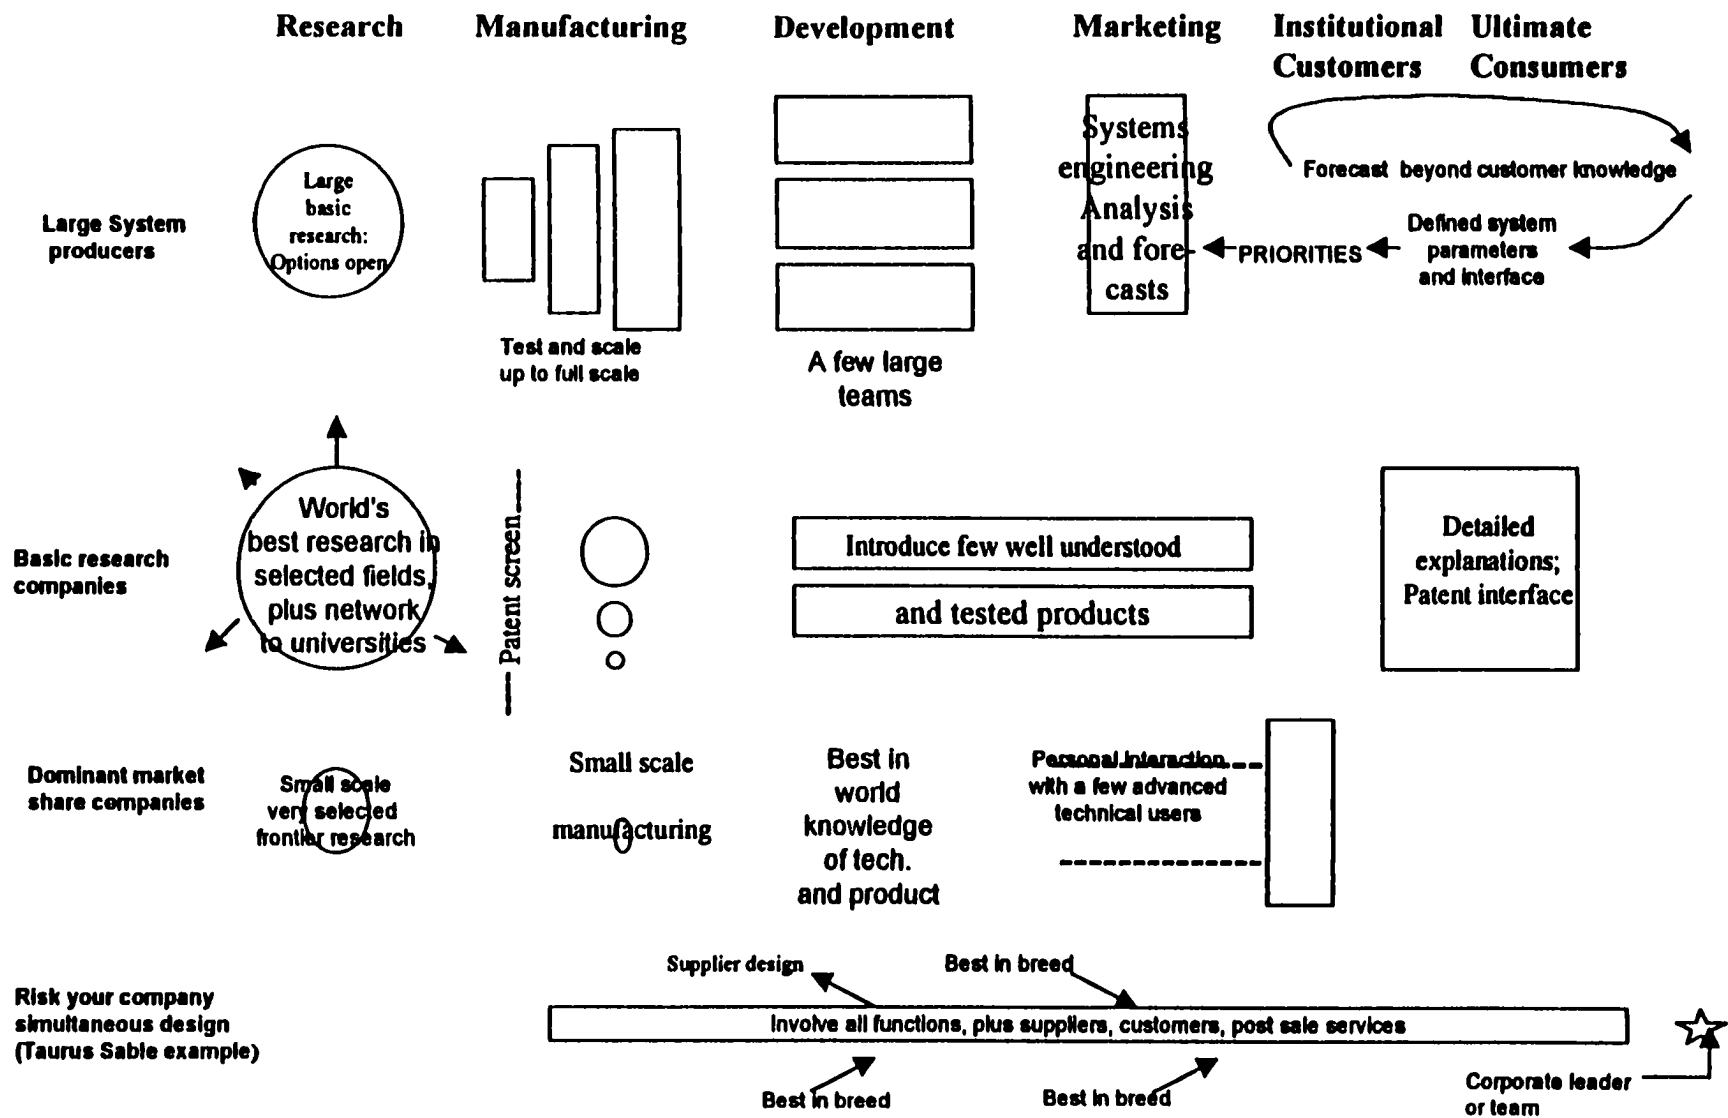 Research Manufacturing Development Marketing Institutional Ultimate
Customers Consumers
Large System
producers
Large
basic
research:
Options open
Test and scale
up to full scale
A few large
teams
Systems
engineering
Analysis
and fore-
casts
Forecast beyond customer knowledge
Defined system
parameters
and interface
PRIORITIES
Basic research
companies
World's
best research in
selected fields,
plus network
to universities
Patent screen
Introduce few well understood
and tested products
Detailed
explanations;
Patent interface
Dominant market
share companies
Small scale
very selected
frontier research
Small scale
manufacturing
Best in
world
knowledge
of tech.
and product
Personal interaction
with a few advanced
technical users
Risk your company
simultaneous design
(Taurus Sable example)
Supplier design
Best in breed
Involve all functions, plus suppliers, customers, post sale services
Best in breed
Best in breed
Corporate leader
or team